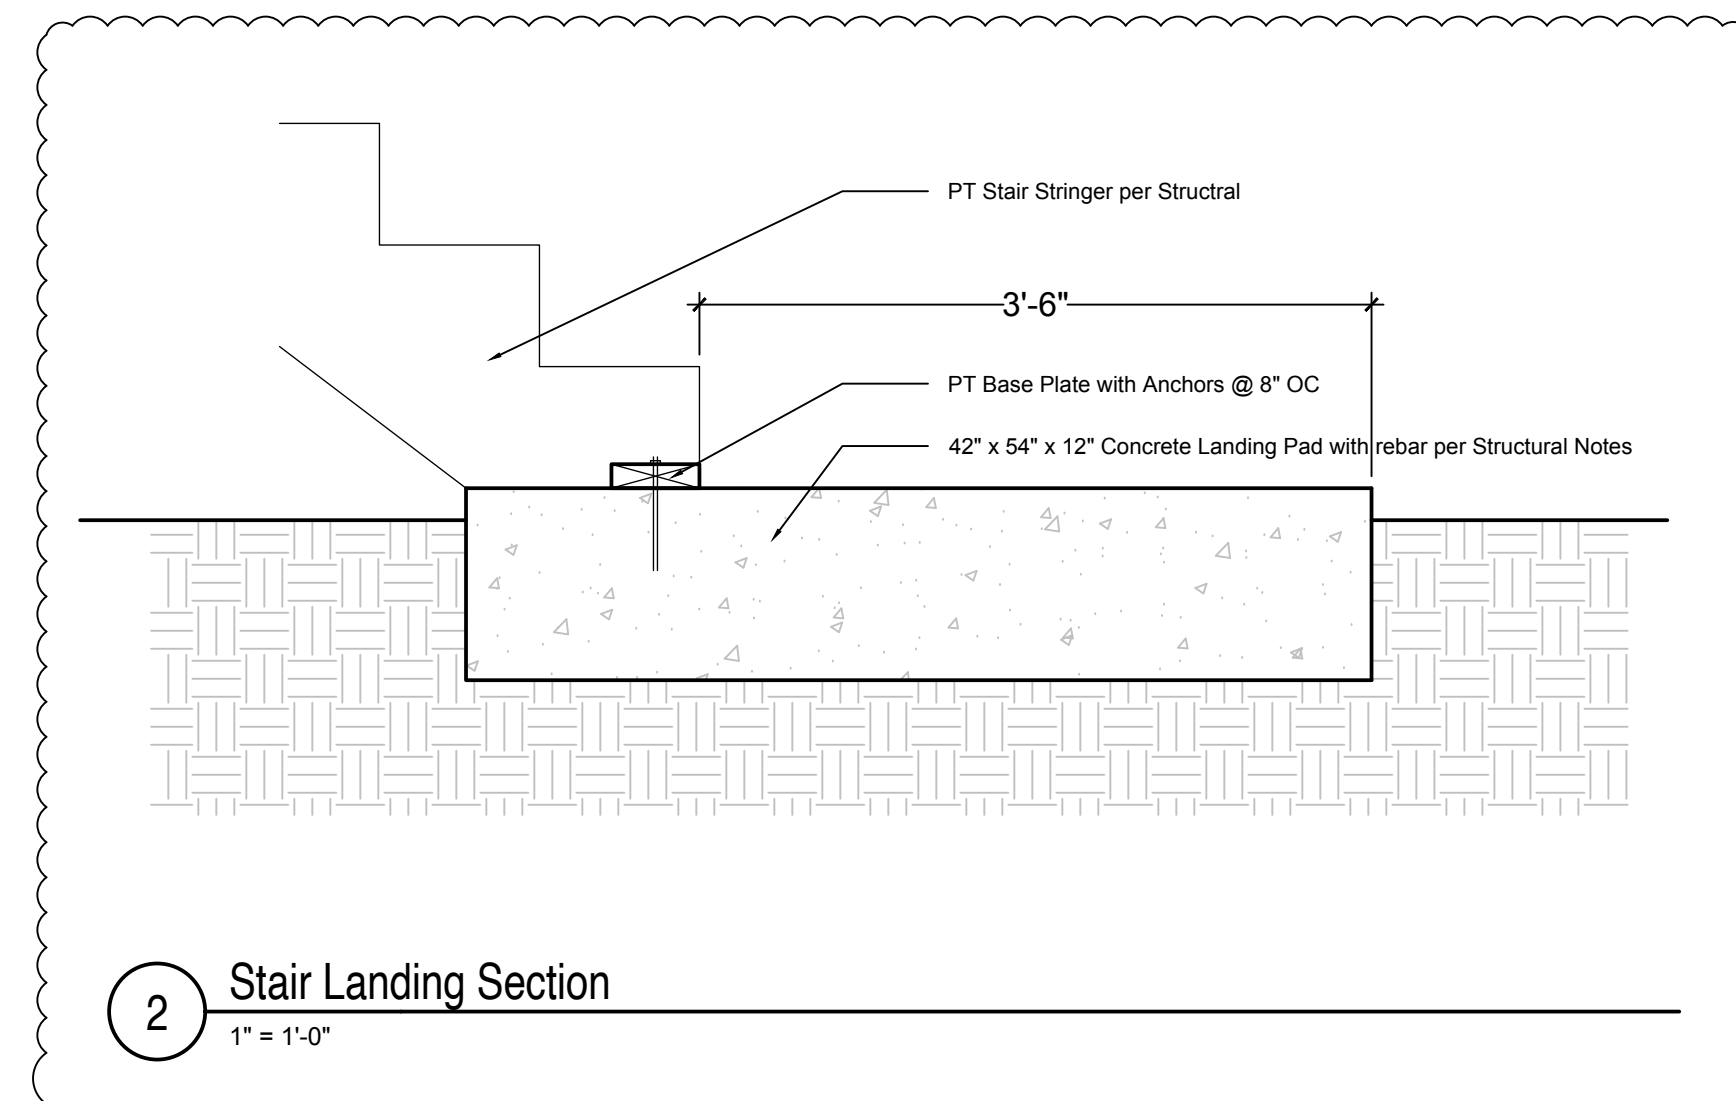 PT Stair Stringer per Structral
3'-6"
PT Base Plate with Anchors @ 8" OC
42" x 54" x 12" Concrete Landing Pad with rebar per Structural Notes
2
Stair Landing Section
1" = 1'-0"